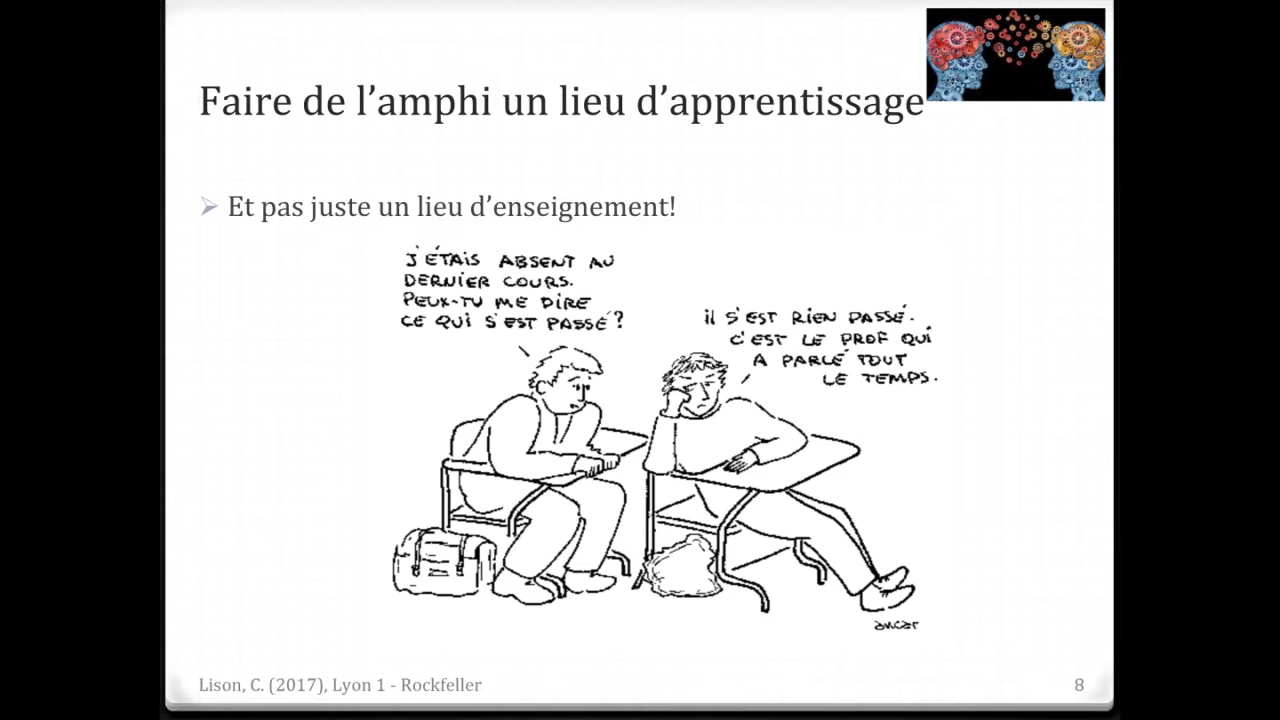 Faire de l’amphi un lieu d’apprentissage
Et pas juste un lieu d’enseignement!
J'ÉTAIS ABSENT AU
DERNIER COURS.
PEUX-TU ME DIRE
CE QUI S'EST PASSÉ?
IL S'EST RIEN PASSÉ.
C'EST LE PROF QUI
A PARLÉ TOUT
LE TEMPS.
Lison, C. (2017), Lyon 1 - Rockfeller
8